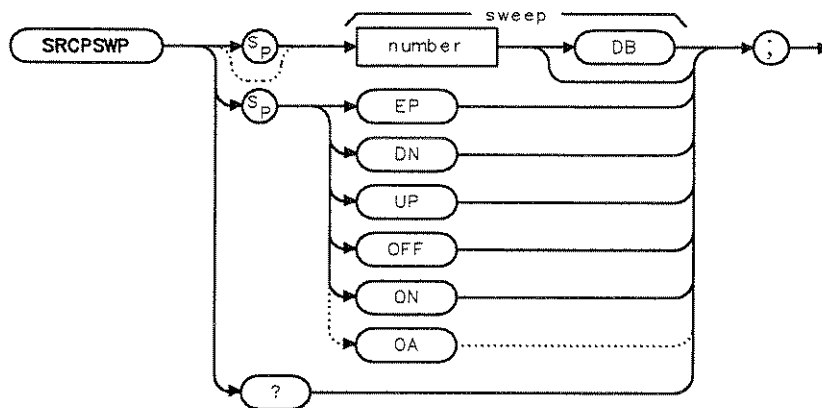 sweep
SRCPSWP SP number DB ;
SP EP
DN
UP
OFF
ON
OA
?